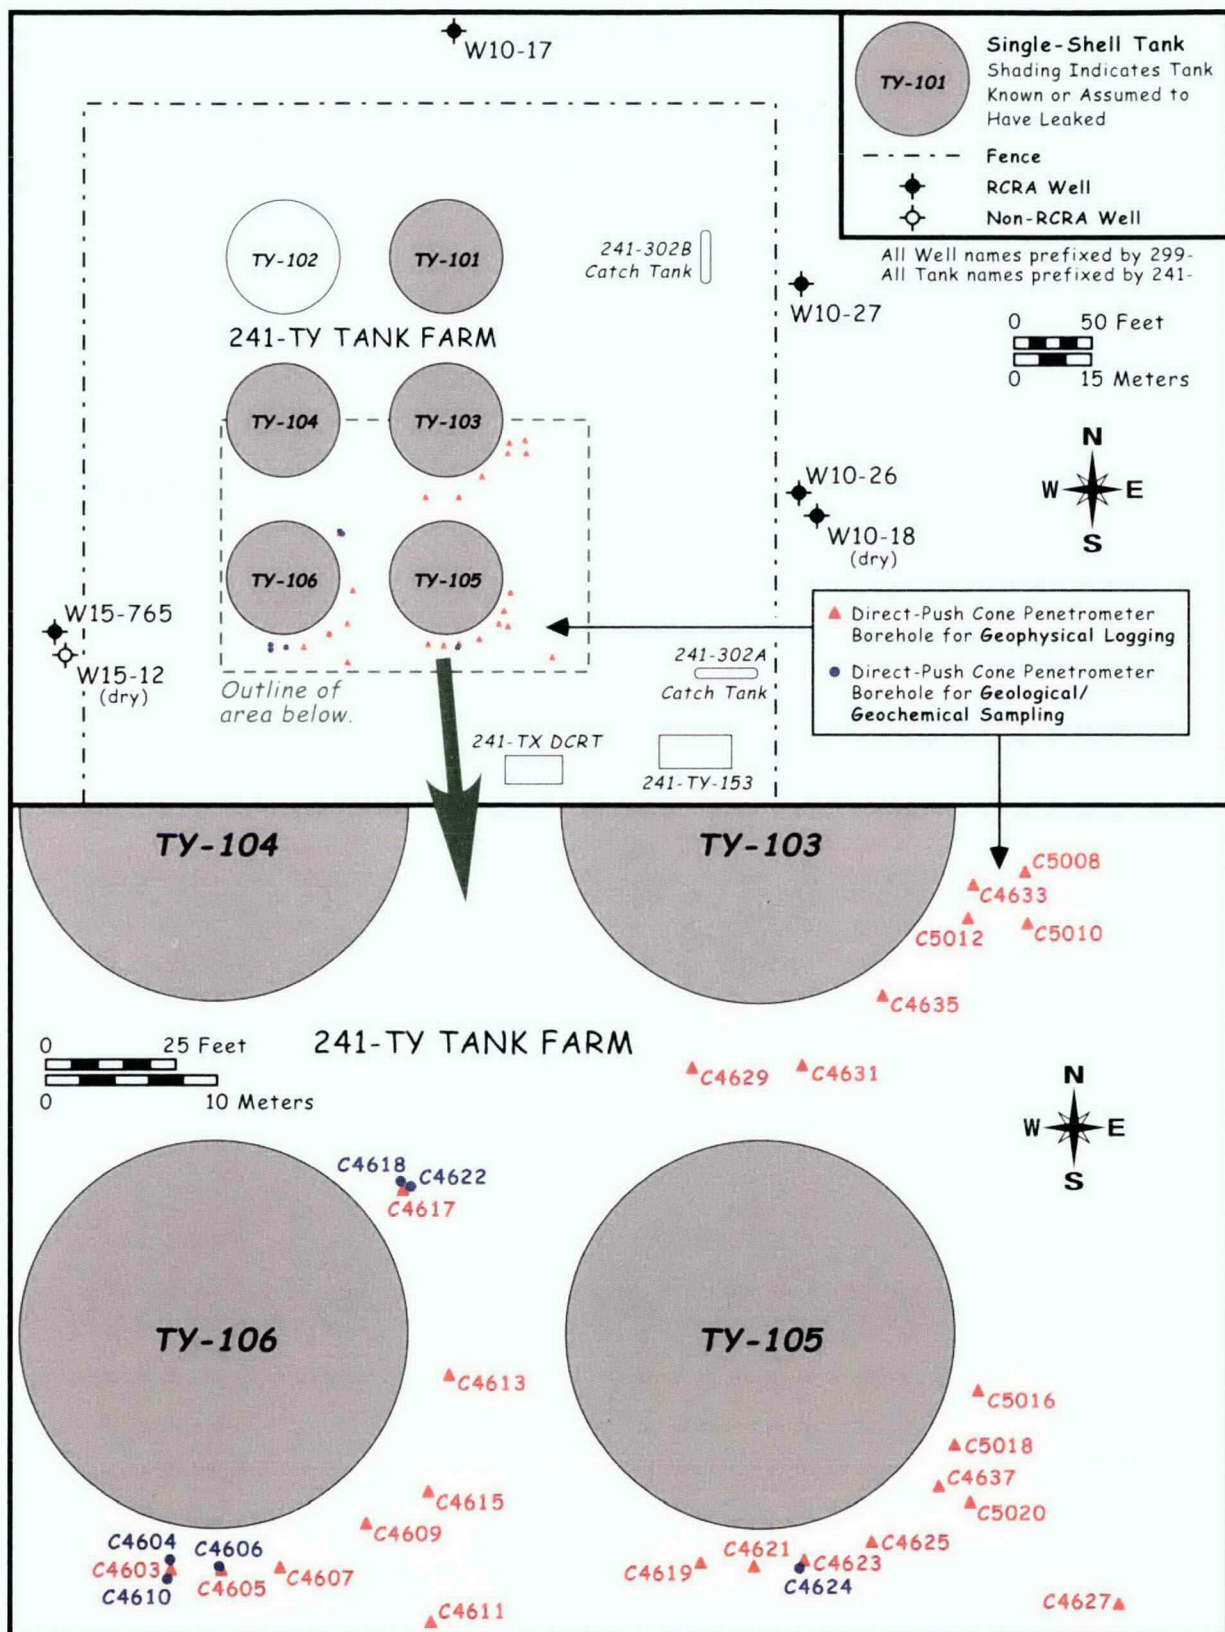 W10-17
TY-101
Single-Shell Tank
Shading Indicates Tank
Known or Assumed to
Have Leaked
Fence
RCRA Well
Non-RCRA Well
All Well names prefixed by 299-
All Tank names prefixed by 241-
TY-102
TY-101
241-302B
Catch Tank
W10-27
0 50 Feet
0 15 Meters
241-TY TANK FARM
TY-104
TY-103
N
W E
S
W10-26
W10-18
(dry)
TY-106
TY-105
W15-765
W15-12
(dry)
Direct-Push Cone Penetrometer
Borehole for Geophysical Logging
Direct-Push Cone Penetrometer
Borehole for Geological/
Geochemical Sampling
Outline of
area below.
241-302A
Catch Tank
241-TX DCRT
241-TY-153
TY-104
TY-103
C5008
C4633
C5012
C5010
C4635
0 25 Feet
0 10 Meters
241-TY TANK FARM
C4629
C4631
N
W E
S
C4618
C4622
C4617
TY-106
TY-105
C4613
C5016
C5018
C4637
C5020
C4615
C4609
C4625
C4604
C4606
C4603
C4605
C4607
C4610
C4611
C4621
C4619
C4623
C4624
C4627